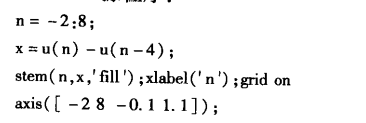 n = -2:8;
x = u(n) - u(n-4);
stem(n,x,'fill');xlabel('n');grid on
axis([ -2 8 -0.1 1.1]);